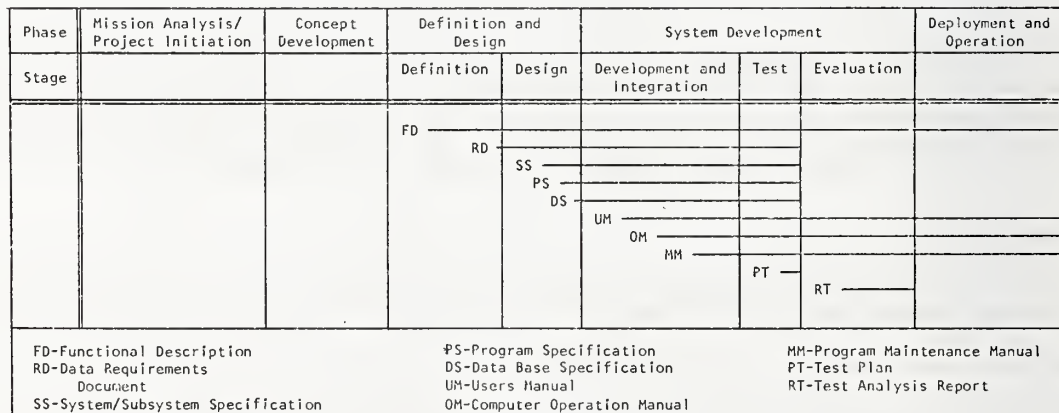 Phase
Mission Analysis/
Project Initiation
Concept
Development
Definition and
Design
System Development
Deployment and
Operation
Stage
Definition
Design
Development and
Integration
Test
Evaluation
FD
RD
SS
PS
DS
UM
OM
MM
PT
RT
FD-Functional Description
RD-Data Requirements
Document
SS-System/Subsystem Specification
PS-Program Specification
DS-Data Base Specification
UM-Users Manual
OM-Computer Operation Manual
MM-Program Maintenance Manual
PT-Test Plan
RT-Test Analysis Report